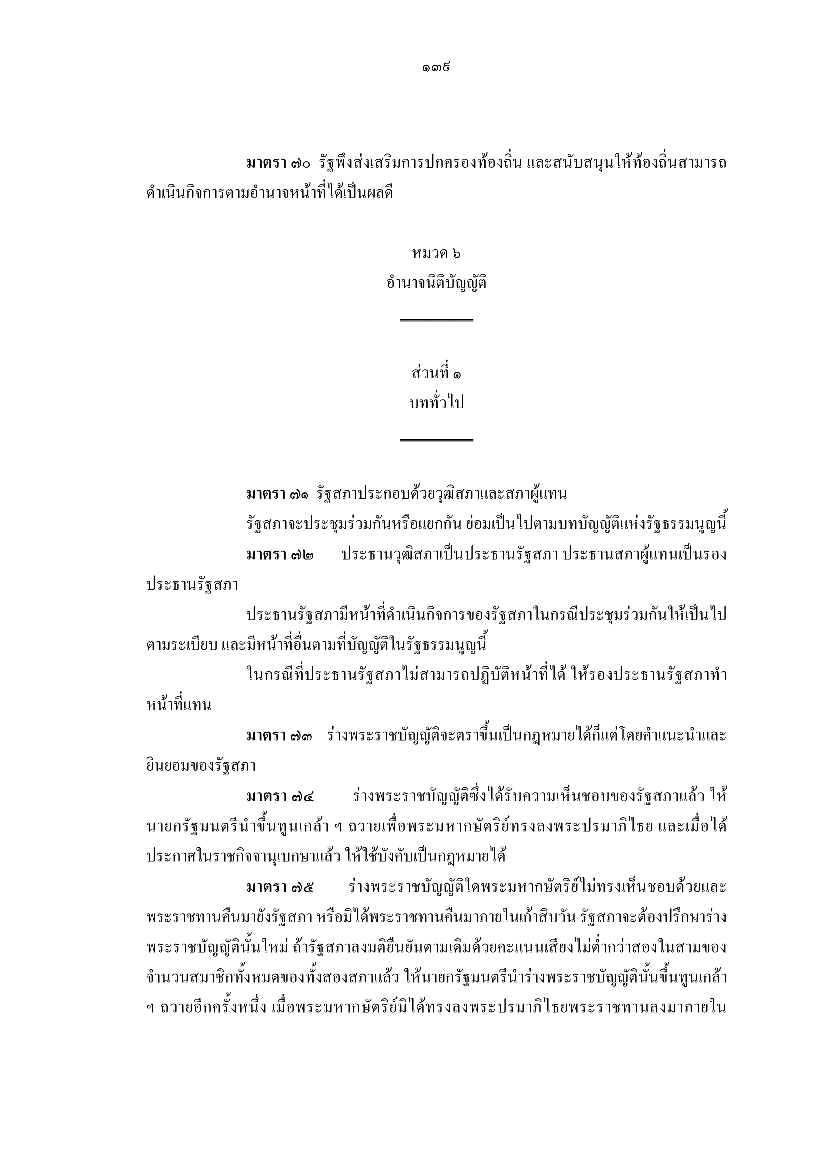 ๑๓๙
มาตรา ๗๐ รัฐพึงส่งเสริมการปกครองท้องถิ่น และสนับสนุนให้ท้องถิ่นสามารถ
ดำเนินกิจการตามอำนาจหน้าที่ได้เป็นผลดี
หมวด ๖
อำนาจนิติบัญญัติ
ส่วนที่ ๑
บททั่วไป
มาตรา ๗๑ รัฐสภาประกอบด้วยวุฒิสภาและสภาผู้แทน
รัฐสภาจะประชุมร่วมกันหรือแยกกัน ย่อมเป็นไปตามบทบัญญัติแห่งรัฐธรรมนูญนี้
มาตรา ๗๒ ประธานวุฒิสภาเป็นประธานรัฐสภา ประธานสภาผู้แทนเป็นรอง
ประธานรัฐสภา
ประธานรัฐสภามีหน้าที่ดำเนินกิจการของรัฐสภาในกรณีประชุมร่วมกันให้เป็นไป
ตามระเบียบ และมีหน้าที่อื่นตามที่บัญญัติในรัฐธรรมนูญนี้
ในกรณีที่ประธานรัฐสภาไม่สามารถปฏิบัติหน้าที่ได้ ให้รองประธานรัฐสภาทำ
หน้าที่แทน
มาตรา ๗๓ ร่างพระราชบัญญัติจะตราขึ้นเป็นกฎหมายได้ก็แต่โดยคำแนะนำและ
ยินยอมของรัฐสภา
มาตรา ๗๔ ร่างพระราชบัญญัติซึ่งได้รับความเห็นชอบของรัฐสภาแล้ว ให้
นายกรัฐมนตรีนำขึ้นทูนเกล้า ฯ ถวายเพื่อพระมหากษัตริย์ทรงลงพระปรมาภิไธย และเมื่อได้
ประกาศในราชกิจจานุเบกษาแล้ว ให้ใช้บังคับเป็นกฎหมายได้
มาตรา ๗๕ ร่างพระราชบัญญัติใดพระมหากษัตริย์ไม่ทรงเห็นชอบด้วยและ
พระราชทานคืนมายังรัฐสภา หรือมิได้พระราชทานคืนมาภายในเก้าสิบวัน รัฐสภาจะต้องปรึกษาร่าง
พระราชบัญญัตินั้นใหม่ ถ้ารัฐสภาลงมติยืนยันตามเดิมด้วยคะแนนเสียงไม่ต่ำกว่าสองในสามของ
จำนวนสมาชิกทั้งหมดของทั้งสองสภาแล้ว ให้นายกรัฐมนตรีนำร่างพระราชบัญญัตินั้นขึ้นทูนเกล้า
ฯ ถวายอีกครั้งหนึ่ง เมื่อพระมหากษัตริย์มิได้ทรงลงพระปรมาภิไธยพระราชทานลงมาภายใน